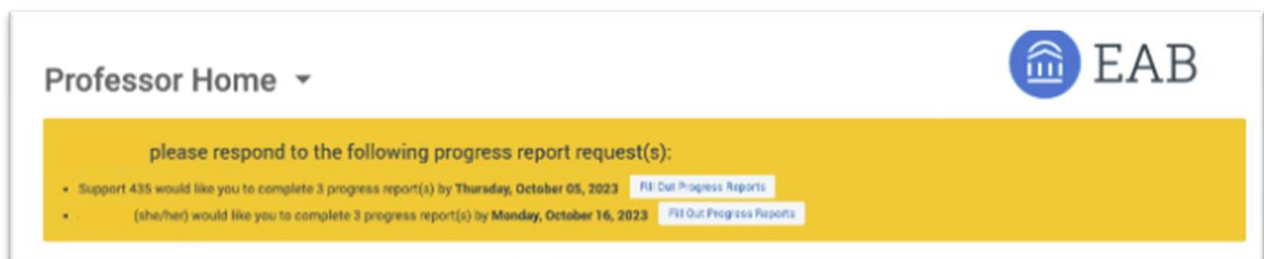 EAB
Professor Home
please respond to the following progress report request(s):
• Support 435 would like you to complete 3 progress report(s) by Thursday, October 05, 2023 Fill Out Progress Reports
• (she/her) would like you to complete 3 progress report(s) by Monday, October 16, 2023 Fill Out Progress Reports